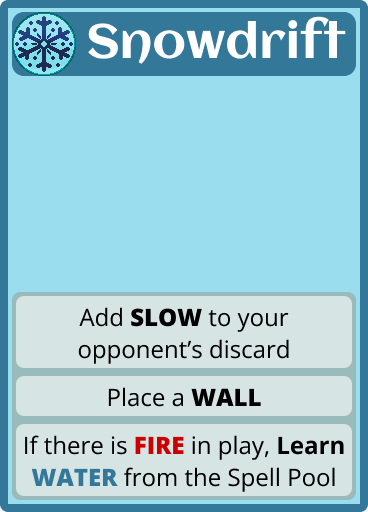 Snowdrift
Add SLOW to your
opponent’s discard
Place a WALL
If there is FIRE in play, Learn
WATER from the Spell Pool